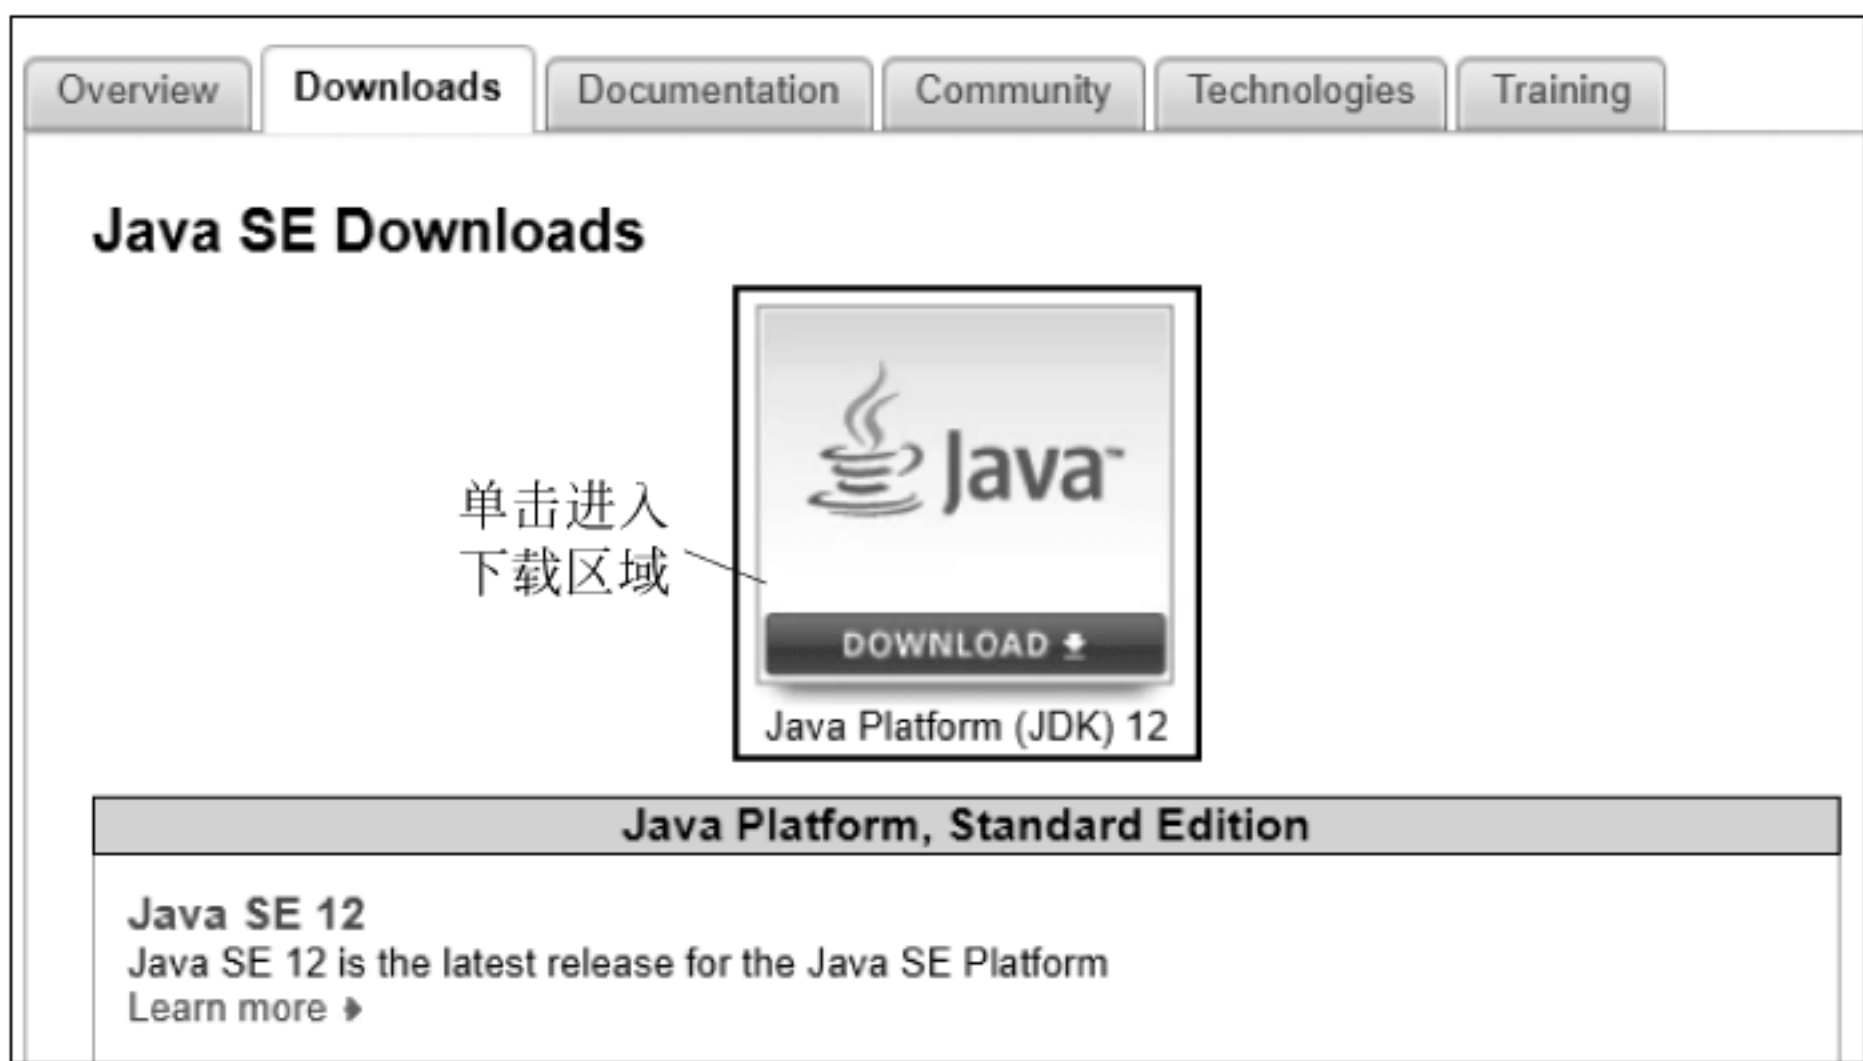 Overview Downloads Documentation Community Technologies Training
Java SE Downloads
Java™
单击进入
下载区域
DOWNLOAD
Java Platform (JDK) 12
Java Platform, Standard Edition
Java SE 12
Java SE 12 is the latest release for the Java SE Platform
Learn more